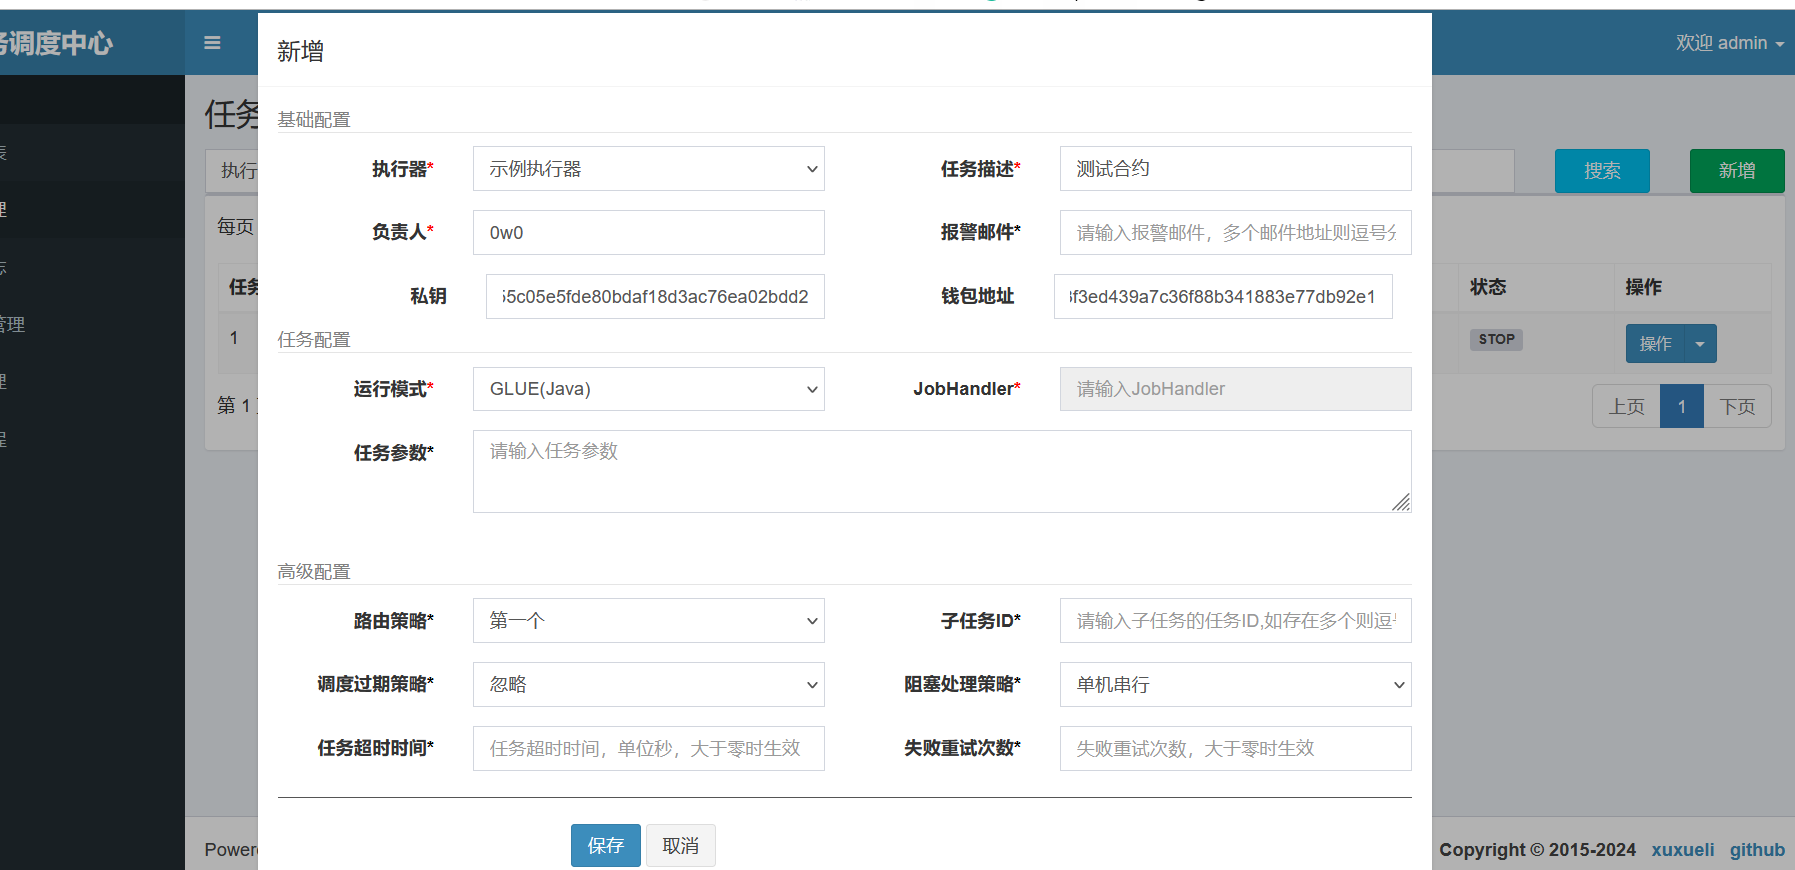 务调度中心
欢迎 admin
新增
任务
基础配置
执行器*
示例执行器
任务描述*
测试合约
执行
搜索
新增
负责人*
0w0
报警邮件*
请输入报警邮件，多个邮件地址则逗号分
每页
私钥
55c05e5fde80bdaf18d3ac76ea02bdd2
钱包地址
3f3ed439a7c36f88b341883e77db92e1
任务
状态
操作
管理
1
任务配置
STOP
操作
运行模式*
GLUE(Java)
JobHandler*
请输入JobHandler
第 1
上页
1
下页
任务参数*
请输入任务参数
高级配置
路由策略*
第一个
子任务ID*
请输入子任务的任务ID,如存在多个则逗号
调度过期策略*
忽略
阻塞处理策略*
单机串行
任务超时时间*
任务超时时间，单位秒，大于零时生效
失败重试次数*
失败重试次数，大于零时生效
保存
取消
Power
Copyright © 2015-2024 xuxueli github